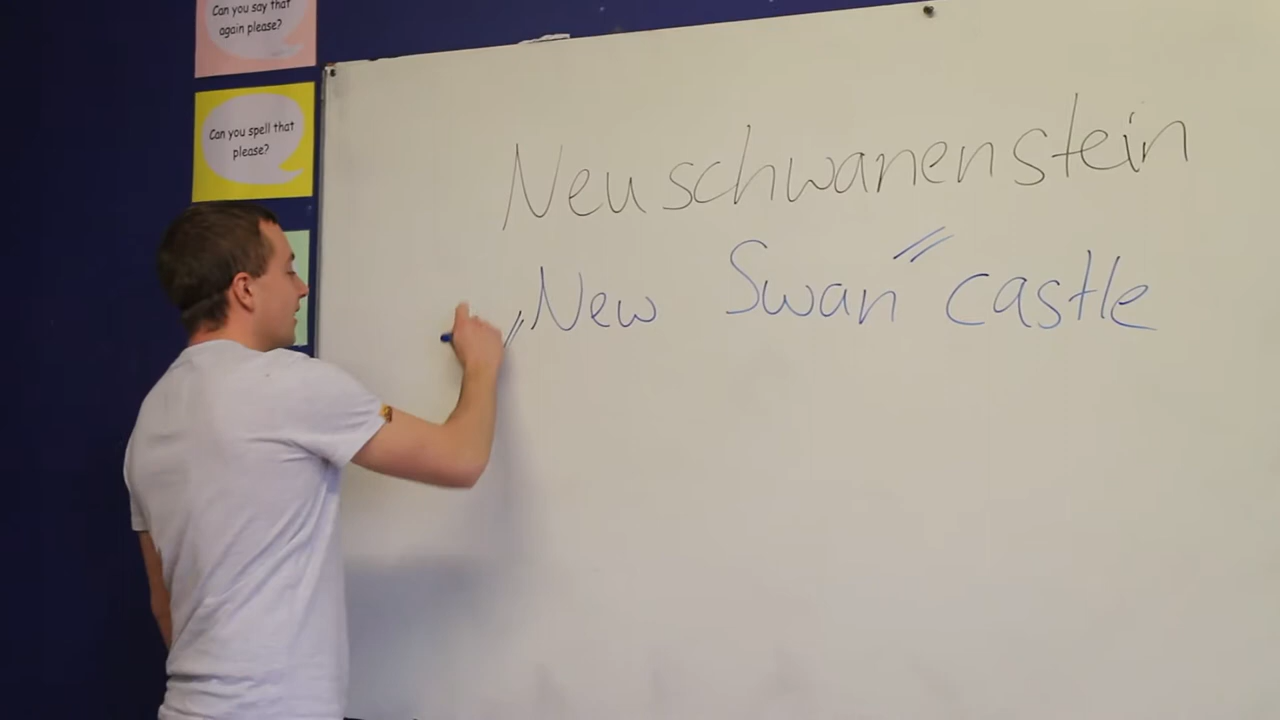 Can you say that
again please?
Can you spell that
please?
Neuschwanenstein
„New Swan" castle